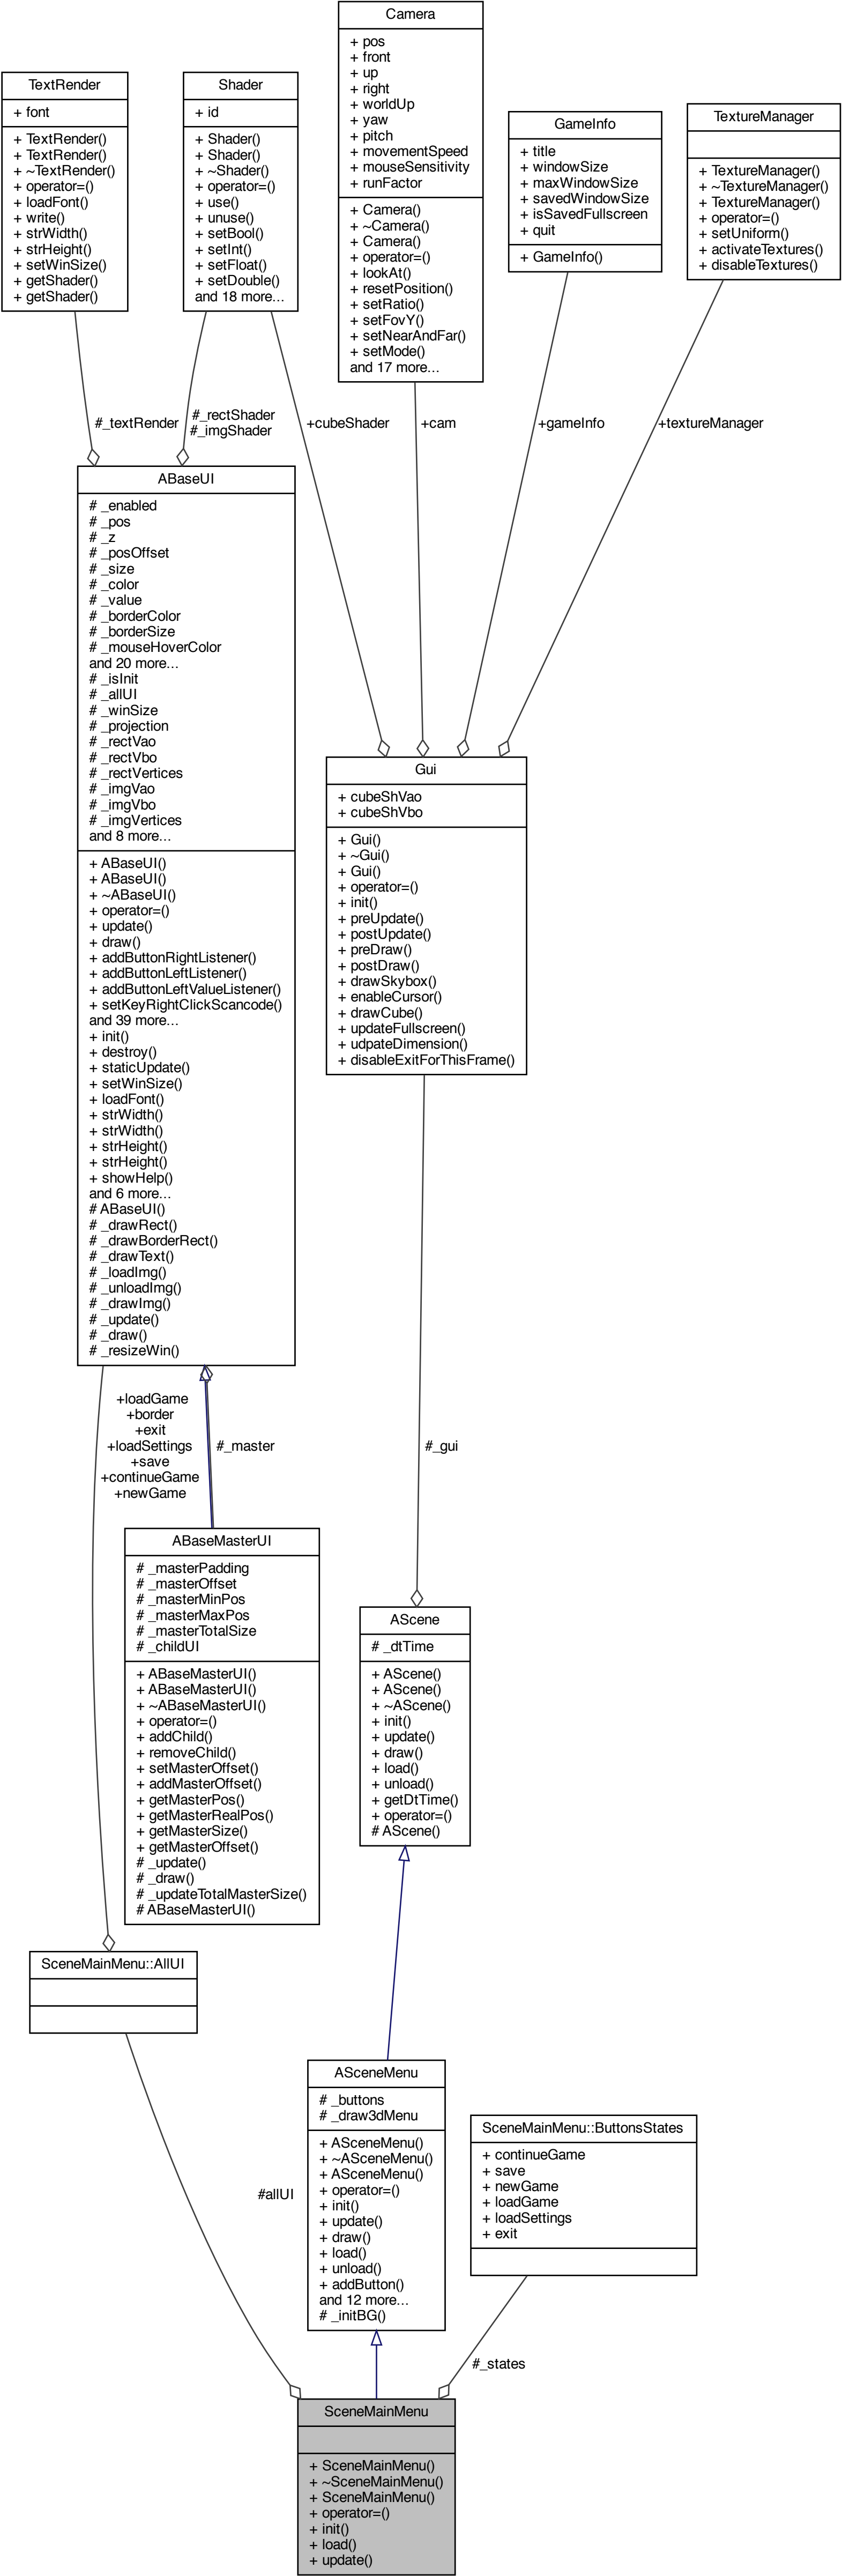 Camera
+ pos
+ front
+ up
+ right
+ worldUp
+ yaw
+ pitch
+ movementSpeed
+ mouseSensitivity
+ runFactor
+ Camera()
+ ~Camera()
+ Camera()
+ operator=()
+ lookAt()
+ resetPosition()
+ setRatio()
+ setFovY()
+ setNearAndFar()
+ setMode()
and 17 more...
TextRender
+ font
+ TextRender()
+ TextRender()
+ ~TextRender()
+ operator=()
+ loadFont()
+ write()
+ strWidth()
+ strHeight()
+ setWinSize()
+ getShader()
+ getShader()
Shader
+ id
+ Shader()
+ Shader()
+ ~Shader()
+ operator=()
+ use()
+ unuse()
+ setBool()
+ setInt()
+ setFloat()
+ setDouble()
and 18 more...
GameInfo
+ title
+ windowSize
+ maxWindowSize
+ savedWindowSize
+ isSavedFullscreen
+ quit
+ GameInfo()
TextureManager
+ TextureManager()
+ ~TextureManager()
+ TextureManager()
+ operator=()
+ setUniform()
+ activateTextures()
+ disableTextures()
#_textRender
#_rectShader
#_imgShader
+cubeShader
+cam
+gameInfo
+textureManager
ABaseUI
# _enabled
# _pos
# _z
# _posOffset
# _size
# _color
# _value
# _borderColor
# _borderSize
# _mouseHoverColor
and 20 more...
# _isInit
# _allUI
# _winSize
# _projection
# _rectVao
# _rectVbo
# _rectVertices
# _imgVao
# _imgVbo
# _imgVertices
and 8 more...
+ ABaseUI()
+ ABaseUI()
+ ~ABaseUI()
+ operator=()
+ update()
+ draw()
+ addButtonRightListener()
+ addButtonLeftListener()
+ addButtonLeftValueListener()
+ setKeyRightClickScancode()
and 39 more...
+ init()
+ destroy()
+ staticUpdate()
+ setWinSize()
+ loadFont()
+ strWidth()
+ strWidth()
+ strHeight()
+ strHeight()
+ showHelp()
and 6 more...
# ABaseUI()
# _drawRect()
# _drawBorderRect()
# _drawText()
# _loadImg()
# _unloadImg()
# _drawImg()
# _update()
# _draw()
# _resizeWin()
Gui
+ cubeShVao
+ cubeShVbo
+ Gui()
+ ~Gui()
+ Gui()
+ operator=()
+ init()
+ preUpdate()
+ postUpdate()
+ preDraw()
+ postDraw()
+ drawSkybox()
+ enableCursor()
+ drawCube()
+ updateFullscreen()
+ udpateDimension()
+ disableExitForThisFrame()
+loadGame
+border
+exit
+loadSettings
+save
+continueGame
+newGame
#_master
#_gui
ABaseMasterUI
# _masterPadding
# _masterOffset
# _masterMinPos
# _masterMaxPos
# _masterTotalSize
# _childUI
+ ABaseMasterUI()
+ ABaseMasterUI()
+ ~ABaseMasterUI()
+ operator=()
+ addChild()
+ removeChild()
+ setMasterOffset()
+ addMasterOffset()
+ getMasterPos()
+ getMasterRealPos()
+ getMasterSize()
+ getMasterOffset()
# _update()
# _draw()
# _updateTotalMasterSize()
# ABaseMasterUI()
AScene
# _dtTime
+ AScene()
+ AScene()
+ ~AScene()
+ init()
+ update()
+ draw()
+ load()
+ unload()
+ getDtTime()
+ operator=()
# AScene()
SceneMainMenu::AllUI
ASceneMenu
# _buttons
# _draw3dMenu
+ ASceneMenu()
+ ~ASceneMenu()
+ ASceneMenu()
+ operator=()
+ init()
+ update()
+ draw()
+ load()
+ unload()
+ addButton()
and 12 more...
# _initBG()
SceneMainMenu::ButtonsStates
+ continueGame
+ save
+ newGame
+ loadGame
+ loadSettings
+ exit
#allUI
#_states
SceneMainMenu
+ SceneMainMenu()
+ ~SceneMainMenu()
+ SceneMainMenu()
+ operator=()
+ init()
+ load()
+ update()